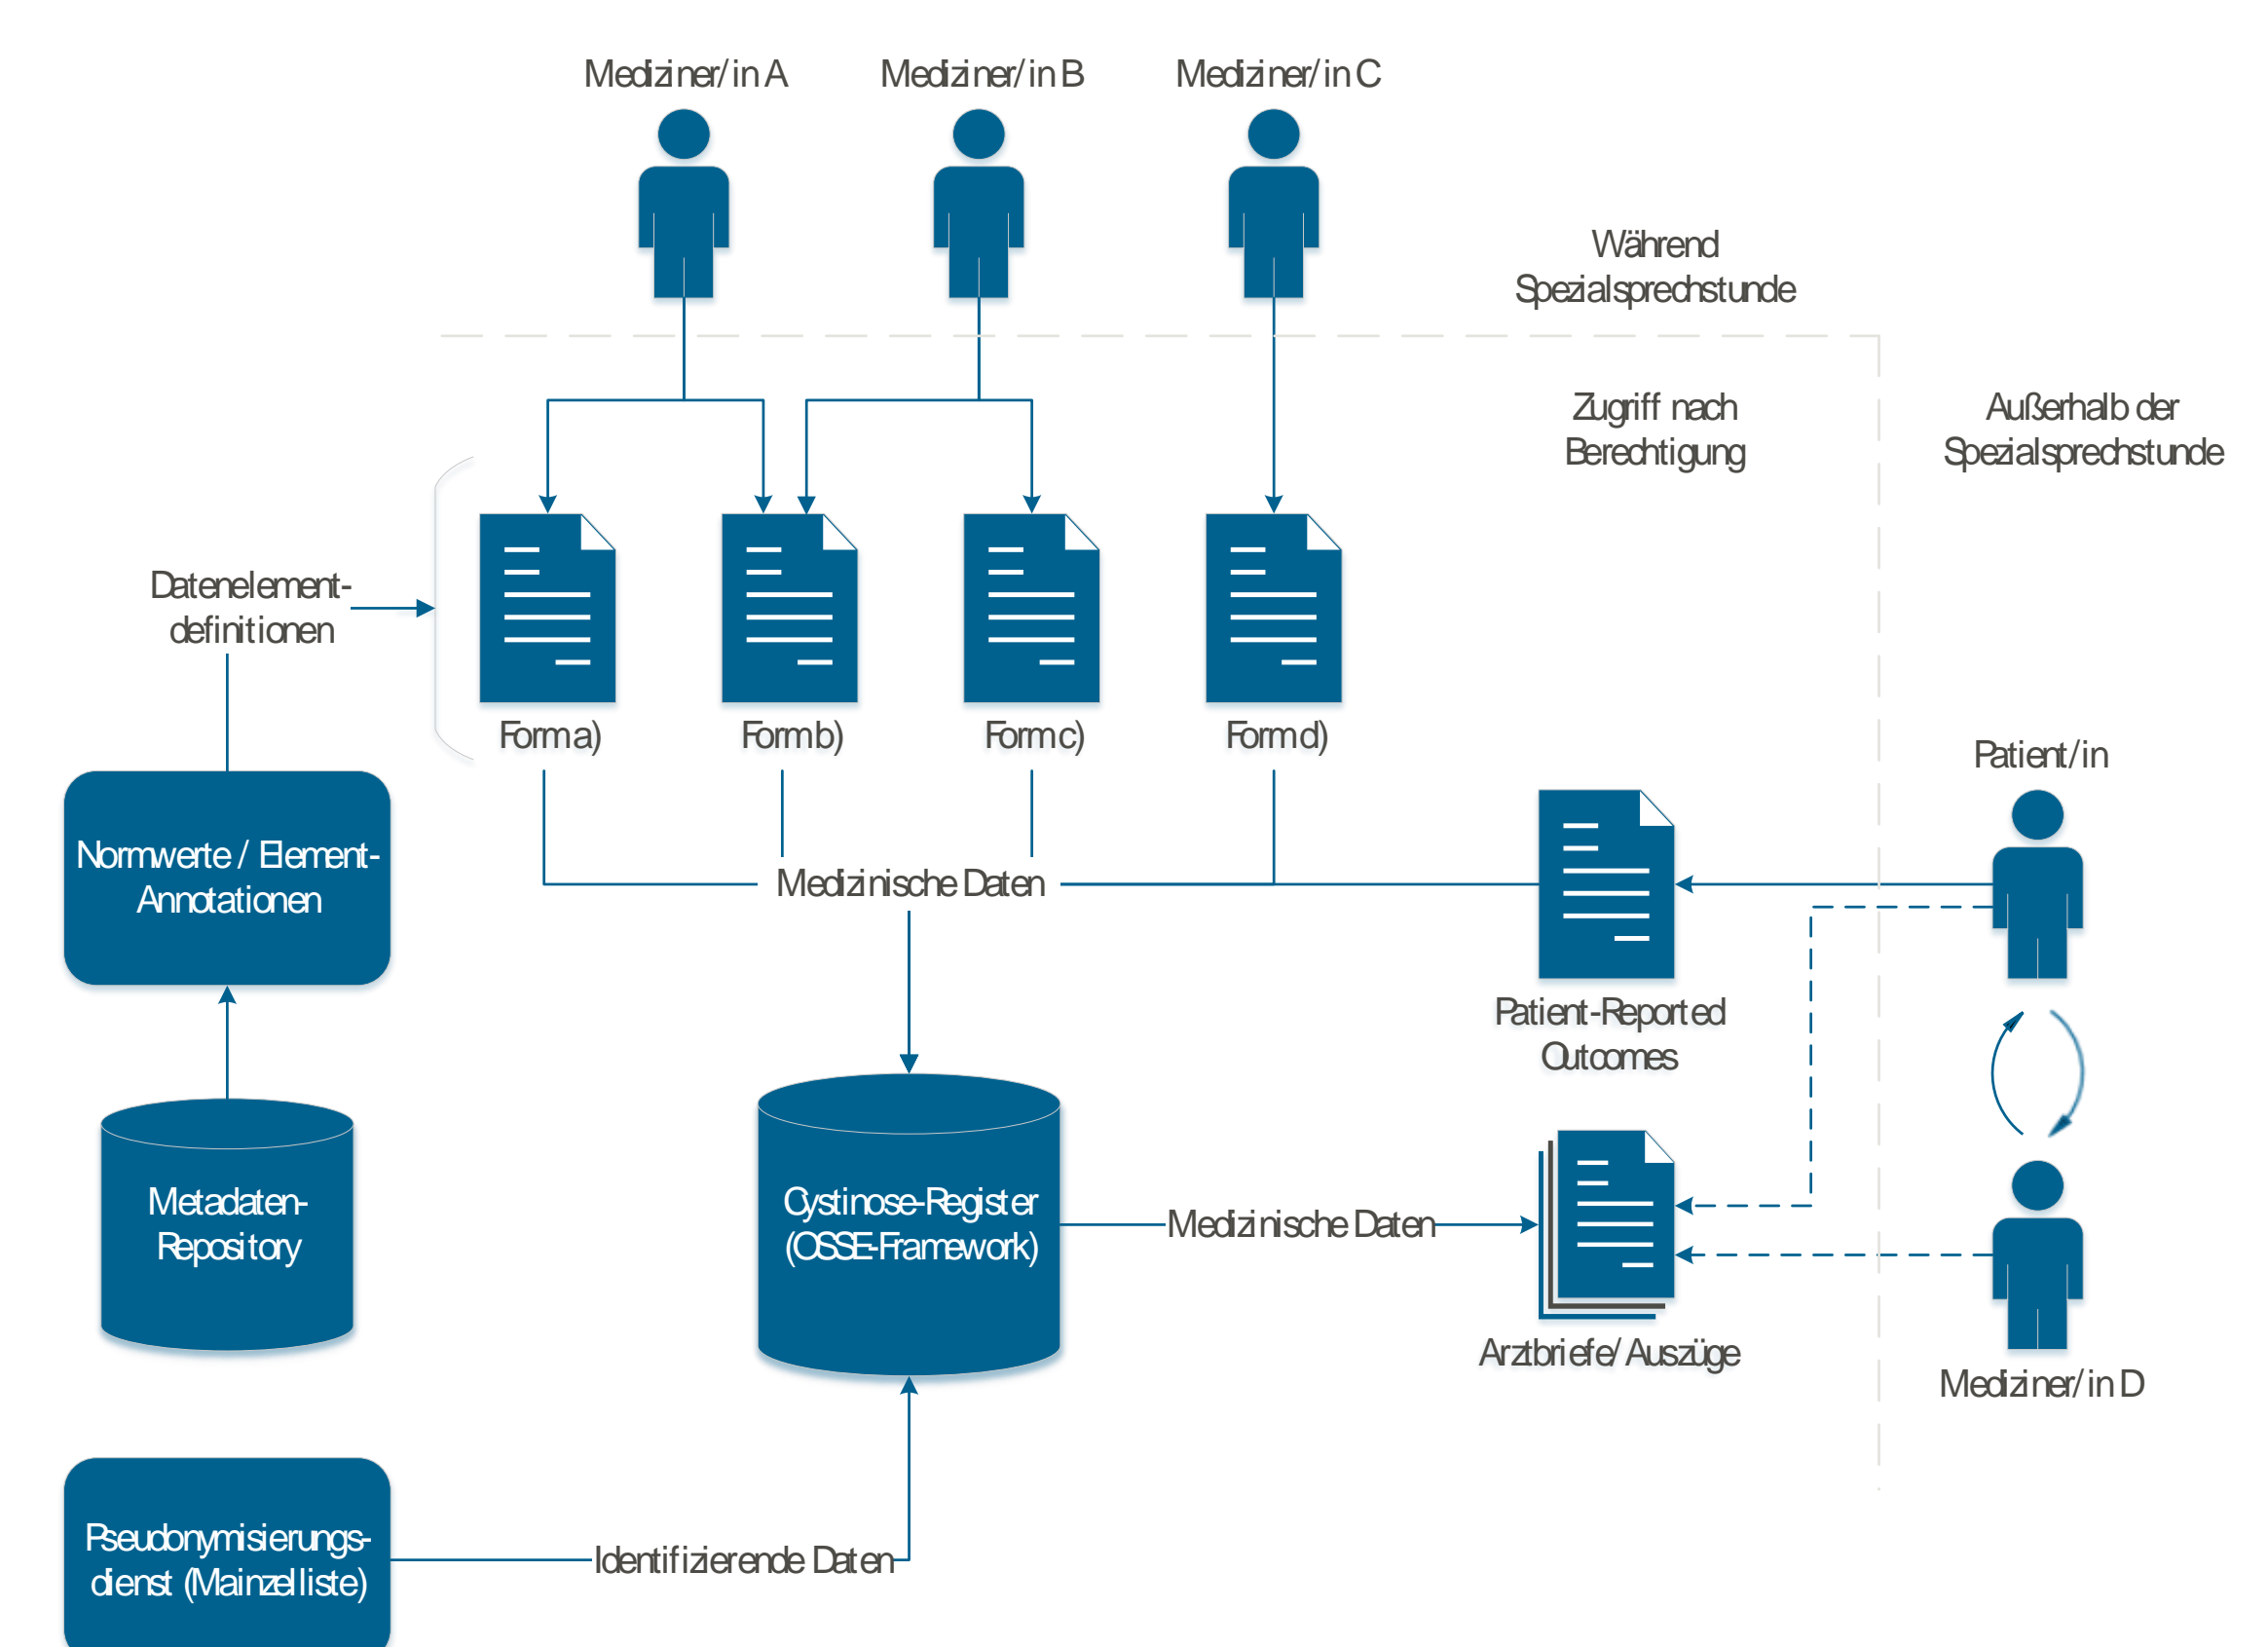 Mediziner/in A
Mediziner/in B
Mediziner/in C
Während
Spezialsprechstunde
Zugriff nach
Berechtigung
Außerhalb der
Spezialsprechstunde
Datenelement-
definitionen
Form a)
Form b)
Form c)
Form d)
Patient/in
Normwerte / Element-
Annotationen
Medizinische Daten
Patient-Reported
Outcomes
Metadaten-
Repository
Cystinose-Register
(OSSE-Framework)
Medizinische Daten
Arztbriefe/Auszüge
Mediziner/in D
Pseudonymisierungs-
dienst (Mainzelliste)
Identifizierende Daten